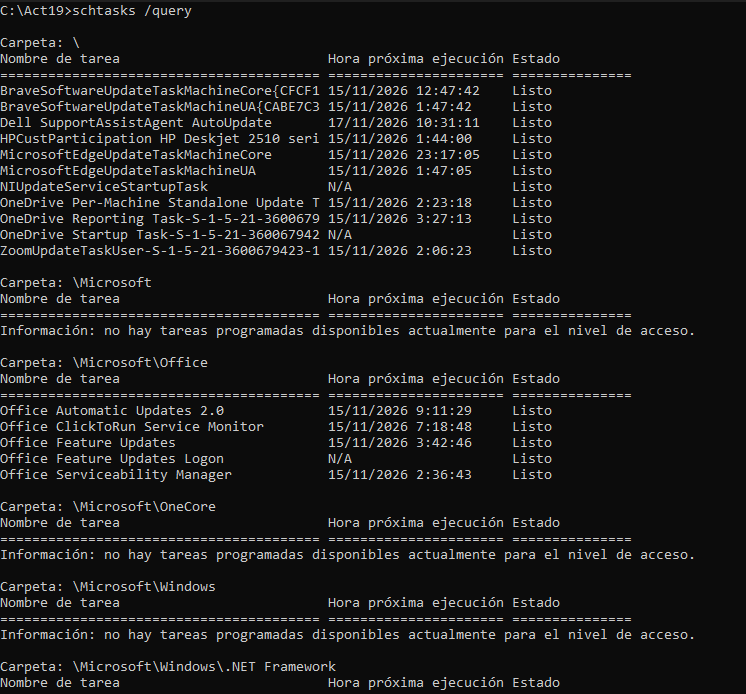 C:\Act19>schtasks /query
Carpeta: \
Nombre de tarea                          Hora próxima ejecución Estado
======================================== ====================== ===============
BraveSoftwareUpdateTaskMachineCore{CFCF1 15/11/2026 12:47:42    Listo
BraveSoftwareUpdateTaskMachineUA{CABE7C3 15/11/2026 1:47:42     Listo
Dell SupportAssistAgent AutoUpdate       17/11/2026 10:31:11    Listo
HPCustParticipation HP Deskjet 2510 seri 15/11/2026 1:44:00     Listo
MicrosoftEdgeUpdateTaskMachineCore       15/11/2026 23:17:05    Listo
MicrosoftEdgeUpdateTaskMachineUA         15/11/2026 1:47:05     Listo
NIUpdateServiceStartupTask               N/A                    Listo
OneDrive Per-Machine Standalone Update T 15/11/2026 2:23:18     Listo
OneDrive Reporting Task-S-1-5-21-3600679 15/11/2026 3:27:13     Listo
OneDrive Startup Task-S-1-5-21-360067942 N/A                    Listo
ZoomUpdateTaskUser-S-1-5-21-3600679423-1 15/11/2026 2:06:23     Listo
Carpeta: \Microsoft
Nombre de tarea                          Hora próxima ejecución Estado
======================================== ====================== ===============
Información: no hay tareas programadas disponibles actualmente para el nivel de acceso.
Carpeta: \Microsoft\Office
Nombre de tarea                          Hora próxima ejecución Estado
======================================== ====================== ===============
Office Automatic Updates 2.0             15/11/2026 9:11:29     Listo
Office ClickToRun Service Monitor        15/11/2026 7:18:48     Listo
Office Feature Updates                   15/11/2026 3:42:46     Listo
Office Feature Updates Logon             N/A                    Listo
Office Serviceability Manager            15/11/2026 2:36:43     Listo
Carpeta: \Microsoft\OneCore
Nombre de tarea                          Hora próxima ejecución Estado
======================================== ====================== ===============
Información: no hay tareas programadas disponibles actualmente para el nivel de acceso.
Carpeta: \Microsoft\Windows
Nombre de tarea                          Hora próxima ejecución Estado
======================================== ====================== ===============
Información: no hay tareas programadas disponibles actualmente para el nivel de acceso.
Carpeta: \Microsoft\Windows\.NET Framework
Nombre de tarea                          Hora próxima ejecución Estado